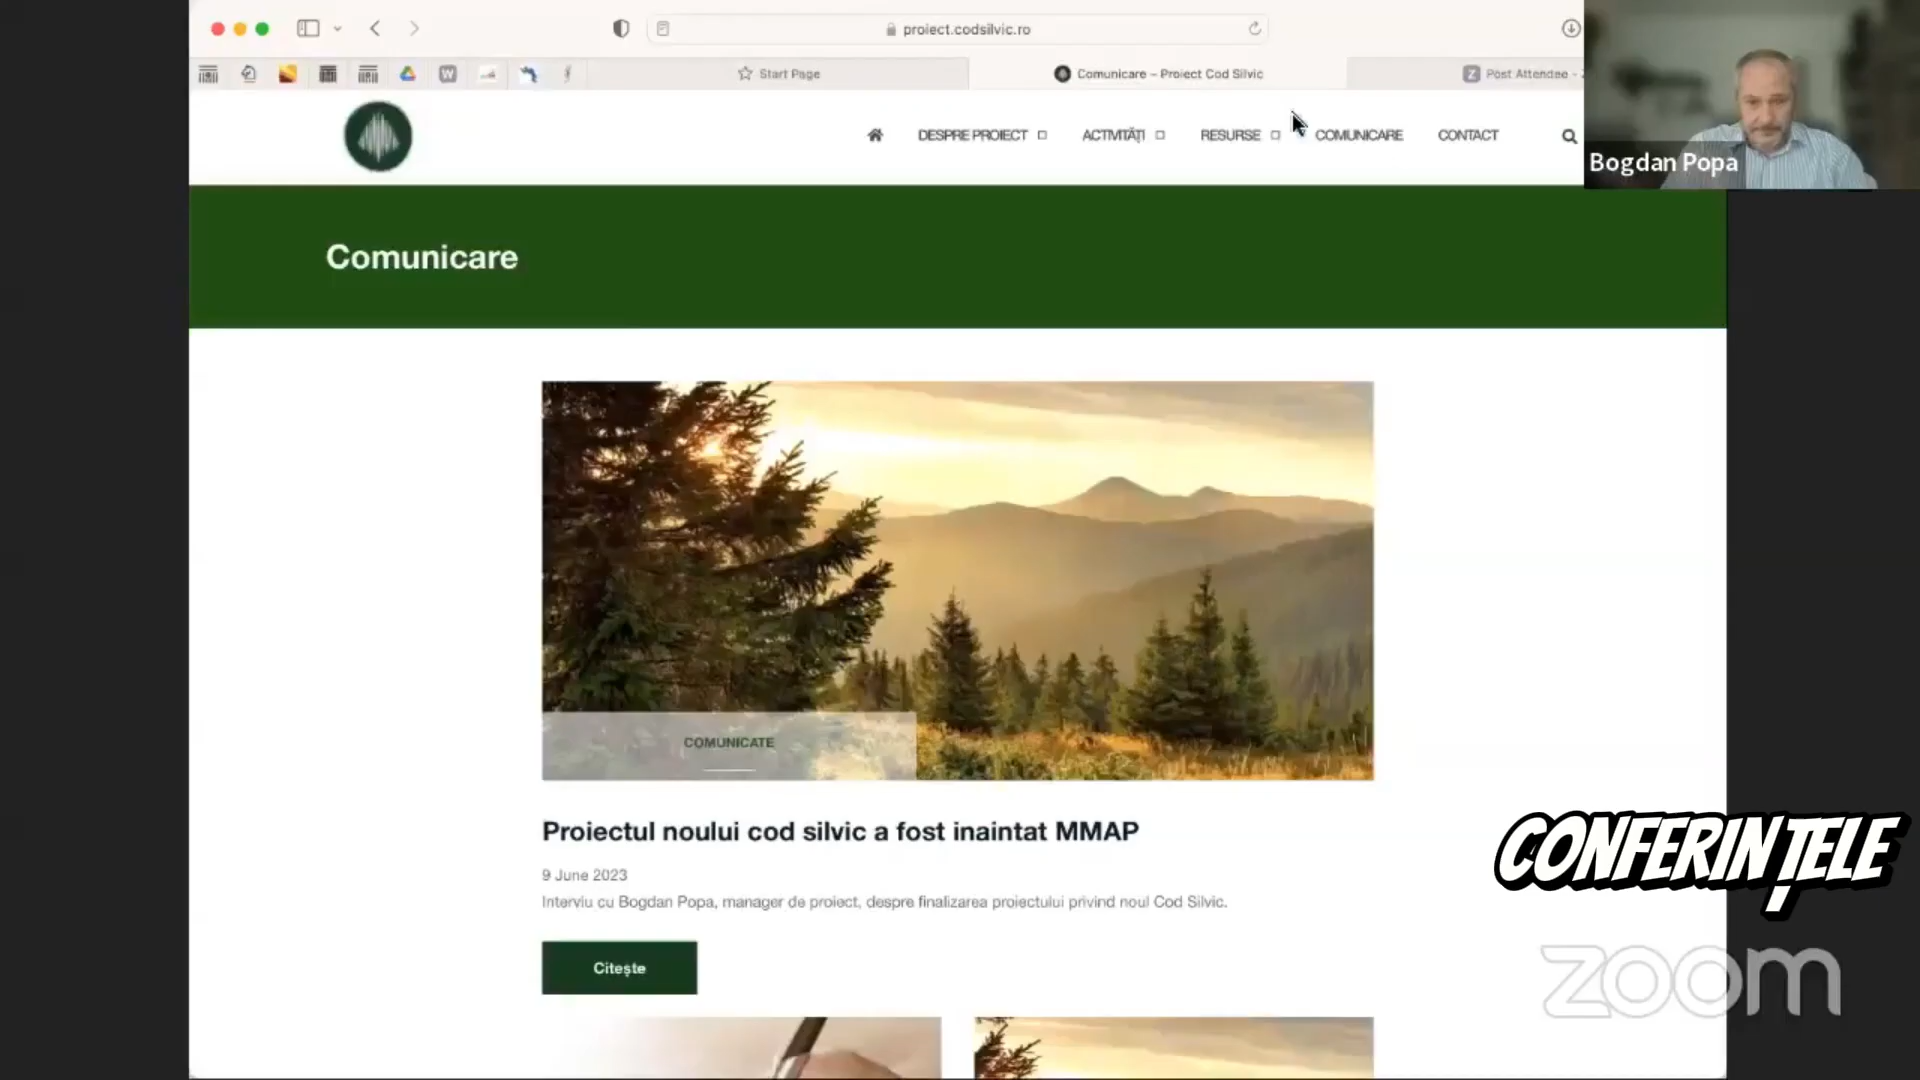 proiect.codsilvic.ro
Start Page
Comunicare – Proiect Cod Silvic
Post Attendee -
DESPRE PROIECT
ACTIVITĂȚI
RESURSE
COMUNICARE
CONTACT
Bogdan Popa
Comunicare
COMUNICATE
Proiectul noului cod silvic a fost inaintat MMAP
9 June 2023
Interviu cu Bogdan Popa, manager de proiect, despre finalizarea proiectului privind noul Cod Silvic.
Citește
CONFERINȚELE
zoom